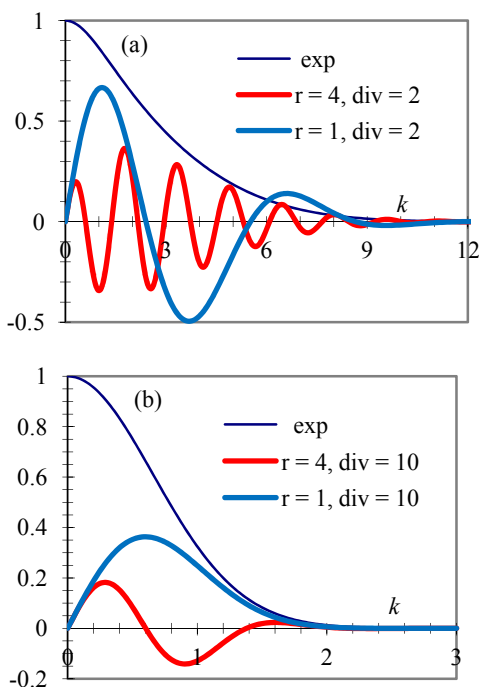 1
(a)
exp
r = 4, div = 2
r = 1, div = 2
0.5
k
0
0 3 6 9 12
-0.5
1
(b)
exp
0.8
r = 4, div = 10
0.6
r = 1, div = 10
0.4
0.2
k
0
0 1 2 3
-0.2